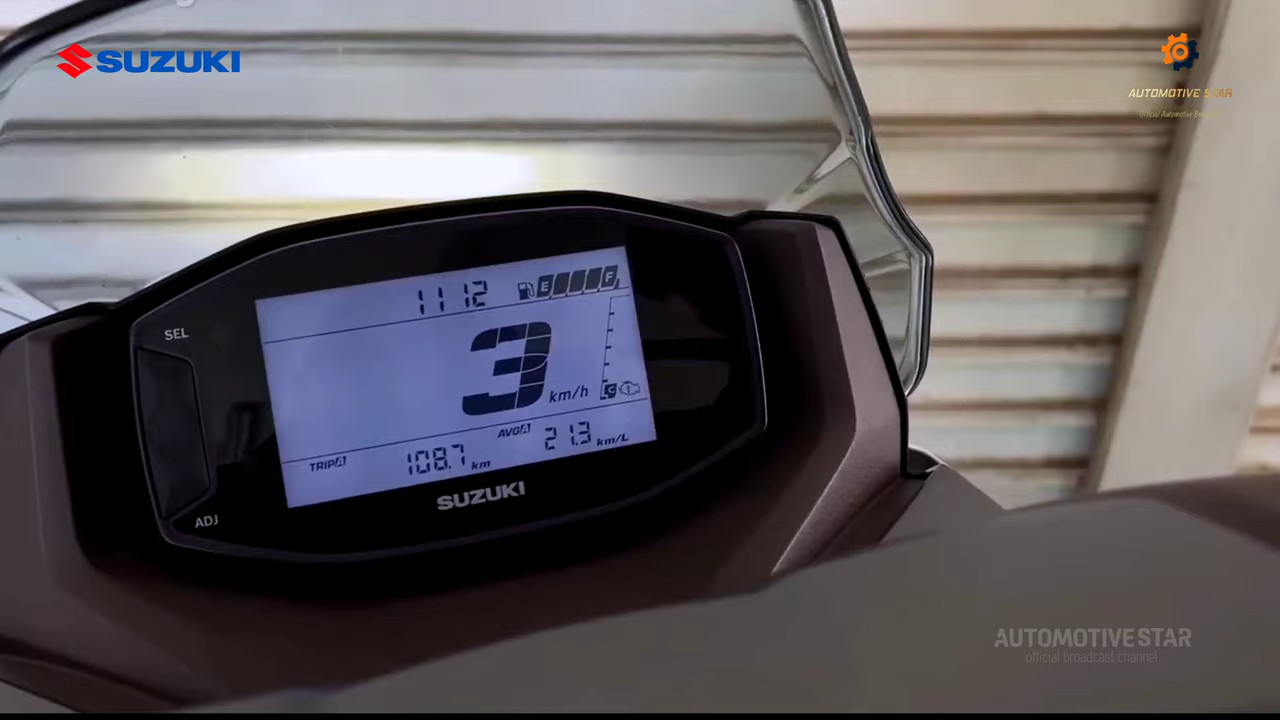 SUZUKI
AUTOMOTIVE STAR
SEL
11 12
E F
3
km/h
C
AVG A 21.3 km/L
TRIP A 108.7 km
SUZUKI
ADJ
AUTOMOTIVE STAR
official broadcast channel